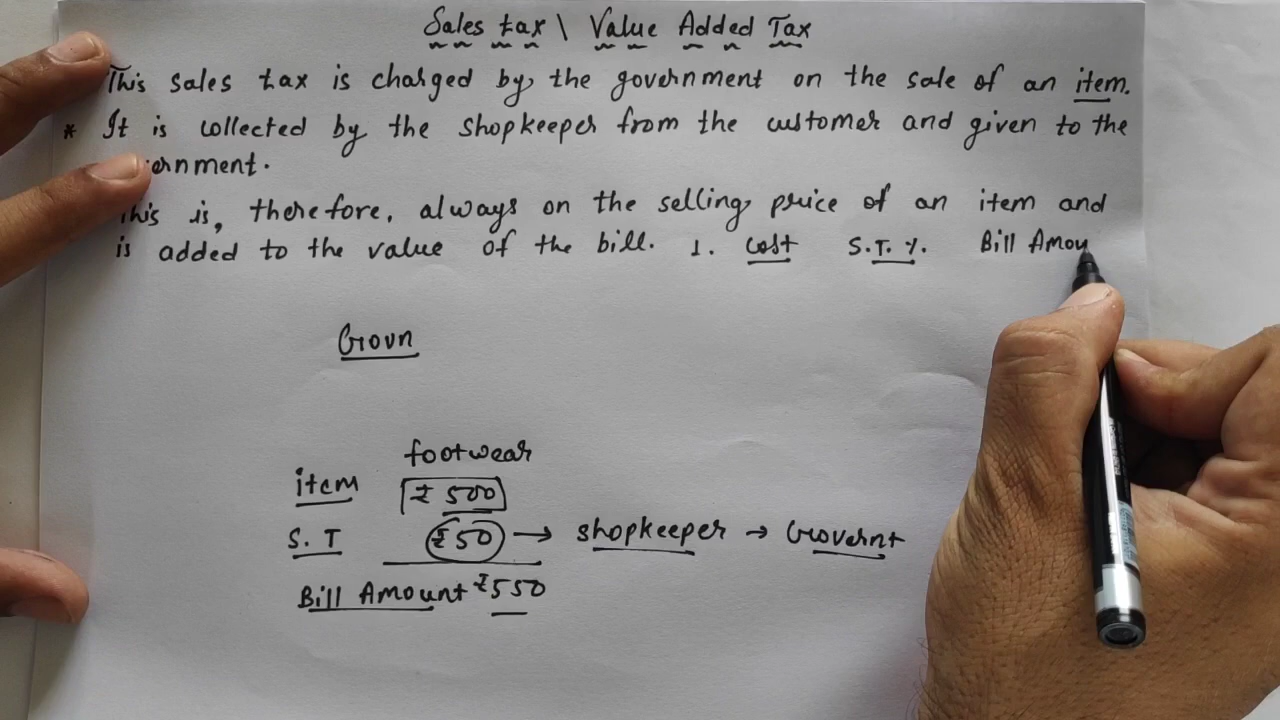 Sales tax \ Value Added Tax
This sales tax is charged by the government on the sale of an item.
* It is collected by the shopkeeper from the customer and given to the
ernment.
This is, therefore, always on the selling price of an item and
is added to the value of the bill. 1. Cost S.T. %. Bill Amou
Govn
footwear
item ₹ 500
S. T ₹50 → shopkeeper → Governt
Bill Amount ₹550